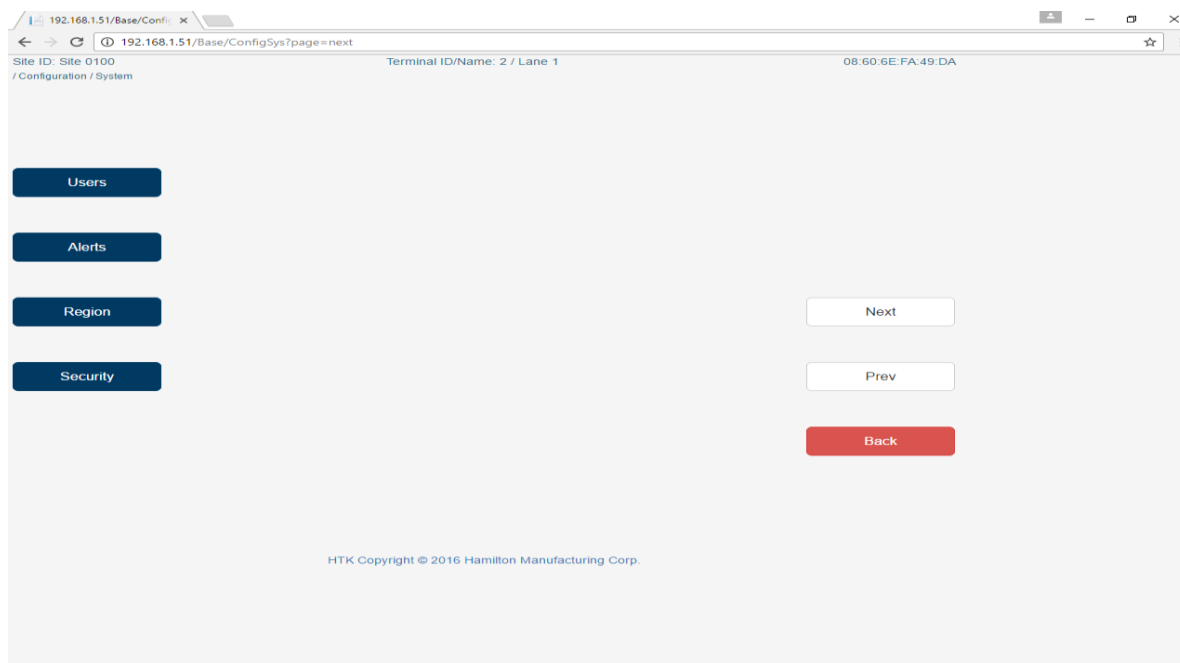 192.168.1.51/Base/Config
192.168.1.51/Base/ConfigSys?page=next
Site ID: Site 0100 Terminal ID/Name: 2 / Lane 1 08:60:6E:FA:49:DA
/ Configuration / System
Users
Alerts
Region Next
Security Prev
Back
HTK Copyright © 2016 Hamilton Manufacturing Corp.